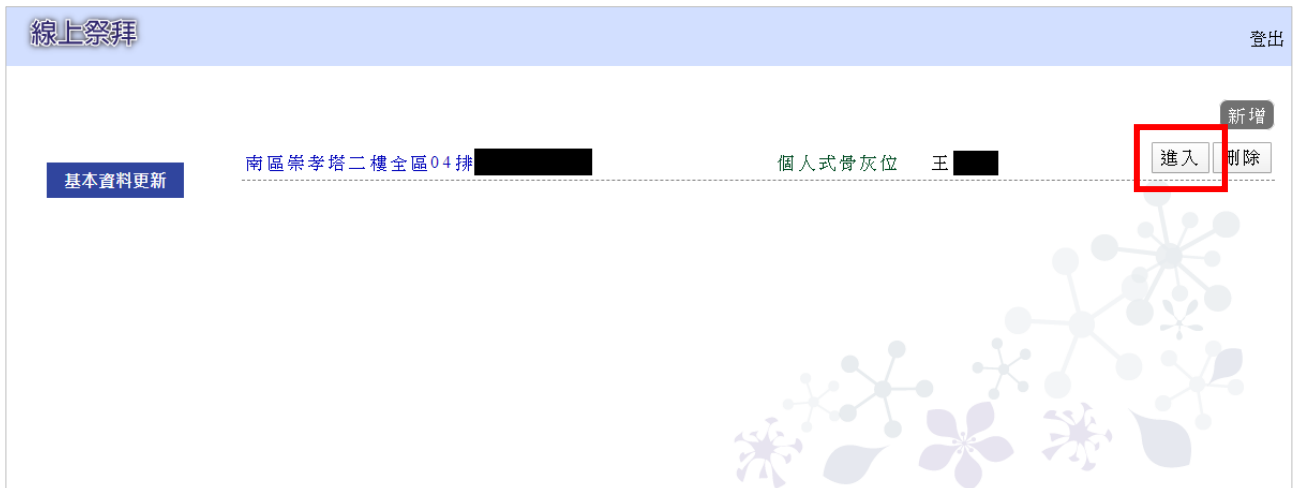 線上祭拜
登出
新增
南區崇孝塔二樓全區04排 個人式骨灰位 王 進入 刪除
基本資料更新